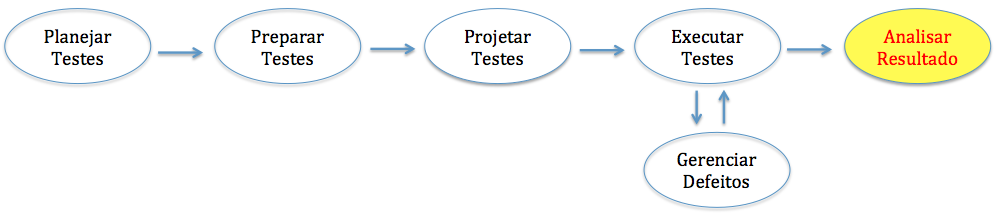 Planejar
Testes
Preparar
Testes
Projetar
Testes
Executar
Testes
Analisar
Resultado
Gerenciar
Defeitos